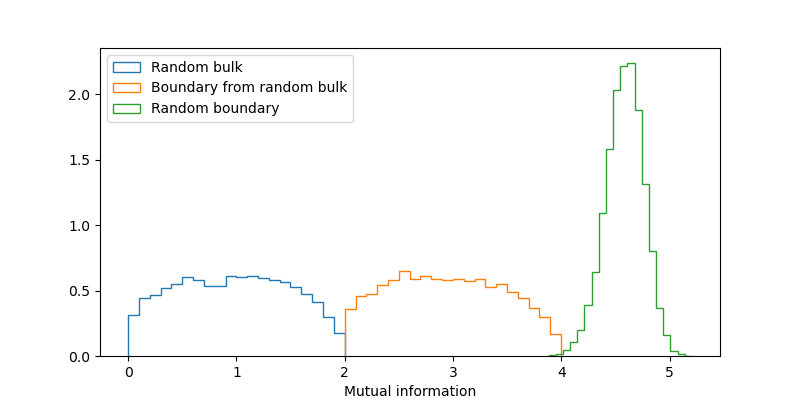 Random bulk
Boundary from random bulk
Random boundary
2.0
1.5
1.0
0.5
0.0
0 1 2 3 4 5
Mutual information